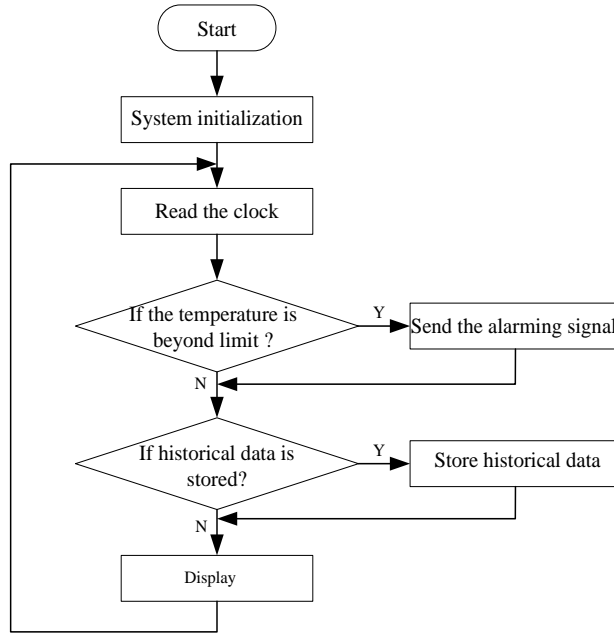 Start
System initialization
Read the clock
If the temperature is
beyond limit ?
Y
Send the alarming signal
N
If historical data is
stored?
Y
Store historical data
N
Display